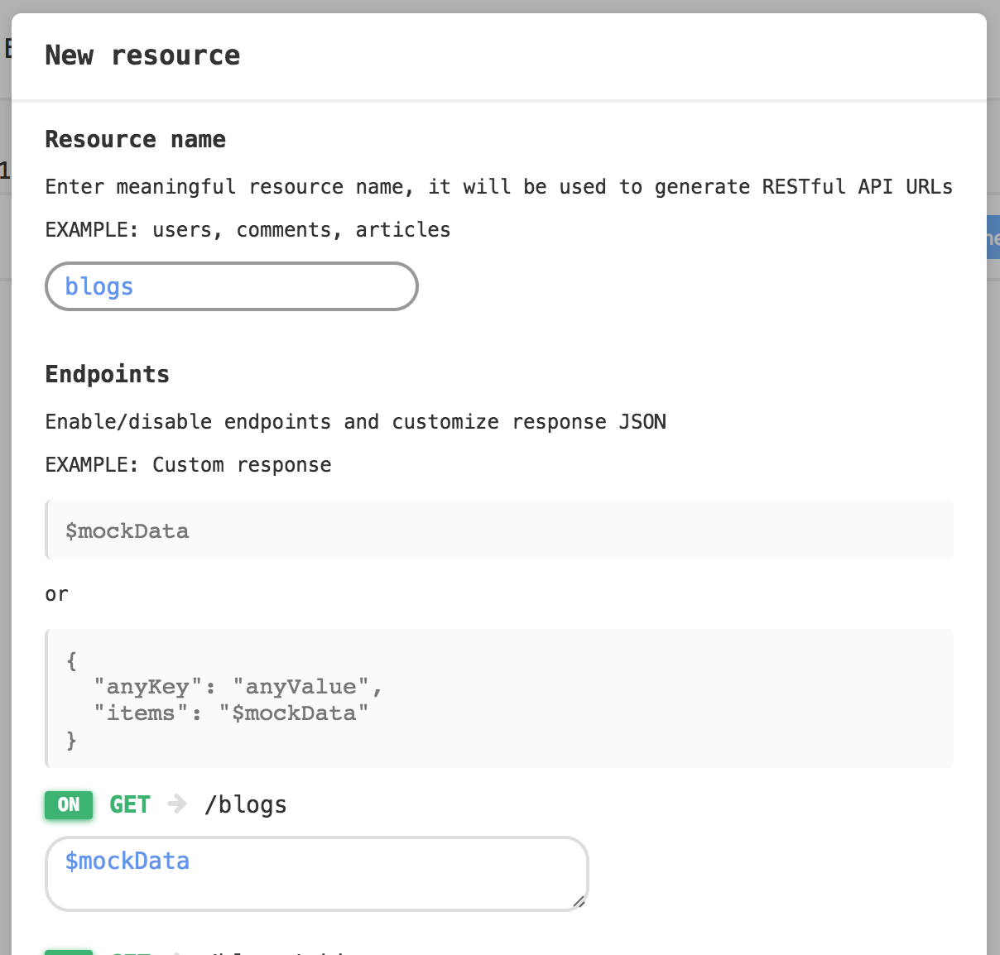 New resource
Resource name
Enter meaningful resource name, it will be used to generate RESTful API URLs
EXAMPLE: users, comments, articles
blogs
Endpoints
Enable/disable endpoints and customize response JSON
EXAMPLE: Custom response
$mockData
or
{
"anyKey": "anyValue",
"items": "$mockData"
}
ON GET /blogs
$mockData